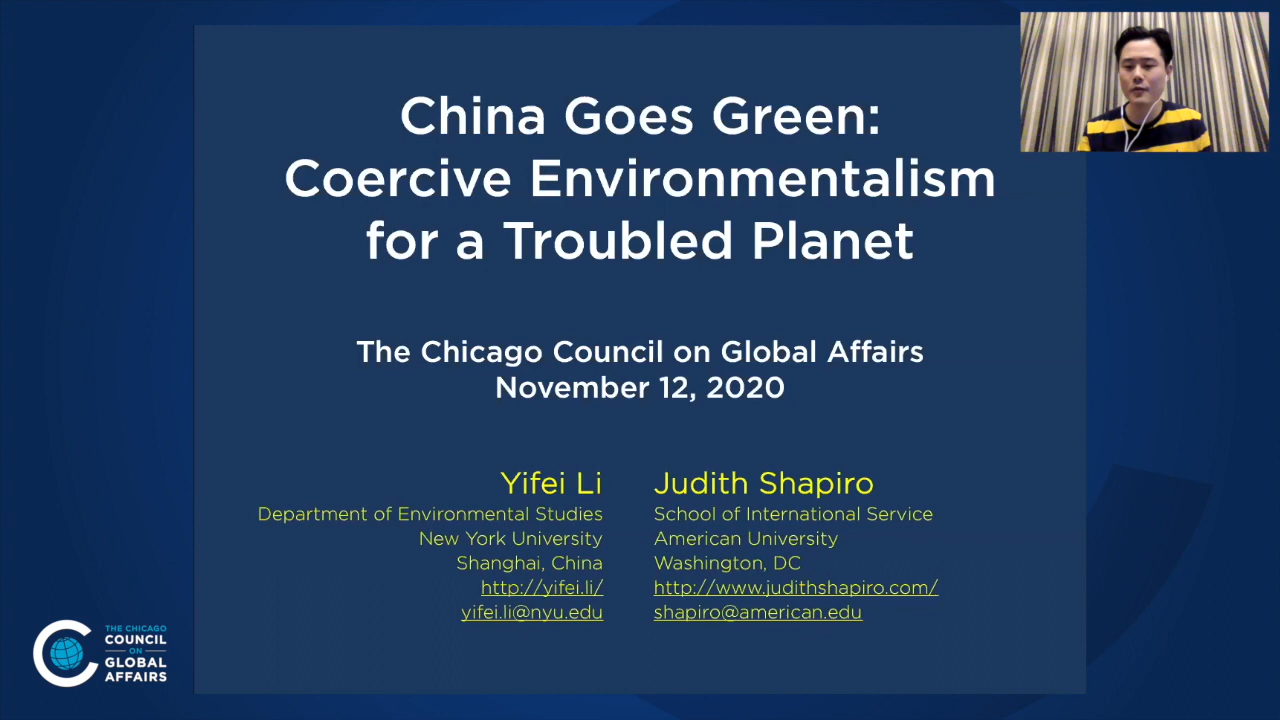 China Goes Green:
Coercive Environmentalism
for a Troubled Planet
The Chicago Council on Global Affairs
November 12, 2020
Yifei Li
Department of Environmental Studies
New York University
Shanghai, China
http://yifei.li/
yifei.li@nyu.edu
Judith Shapiro
School of International Service
American University
Washington, DC
http://www.judithshapiro.com/
shapiro@american.edu
THE CHICAGO
COUNCIL
ON
GLOBAL
AFFAIRS